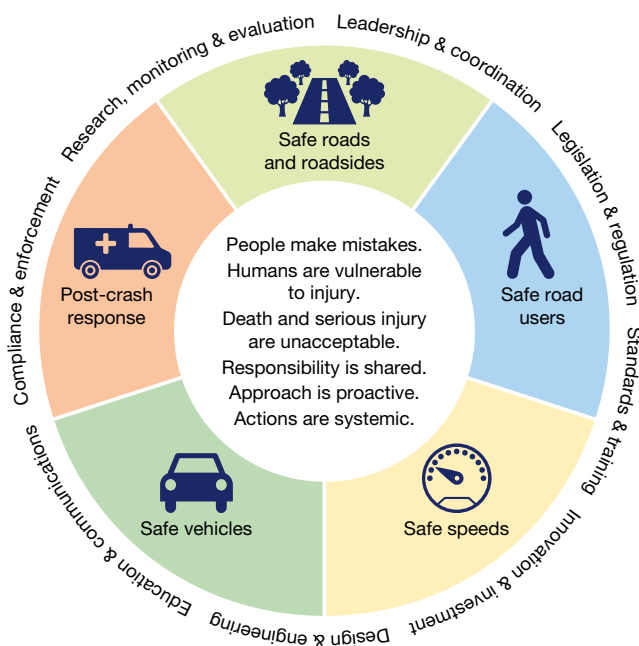 Leadership & coordination
Legislation & regulation
Standards & training
Innovation & investment
Design & engineering
Education & communications
Compliance & enforcement
Research, monitoring & evaluation
Safe roads
and roadsides
Safe road
users
Safe speeds
Safe vehicles
Post-crash
response
People make mistakes.
Humans are vulnerable
to injury.
Death and serious injury
are unacceptable.
Responsibility is shared.
Approach is proactive.
Actions are systemic.